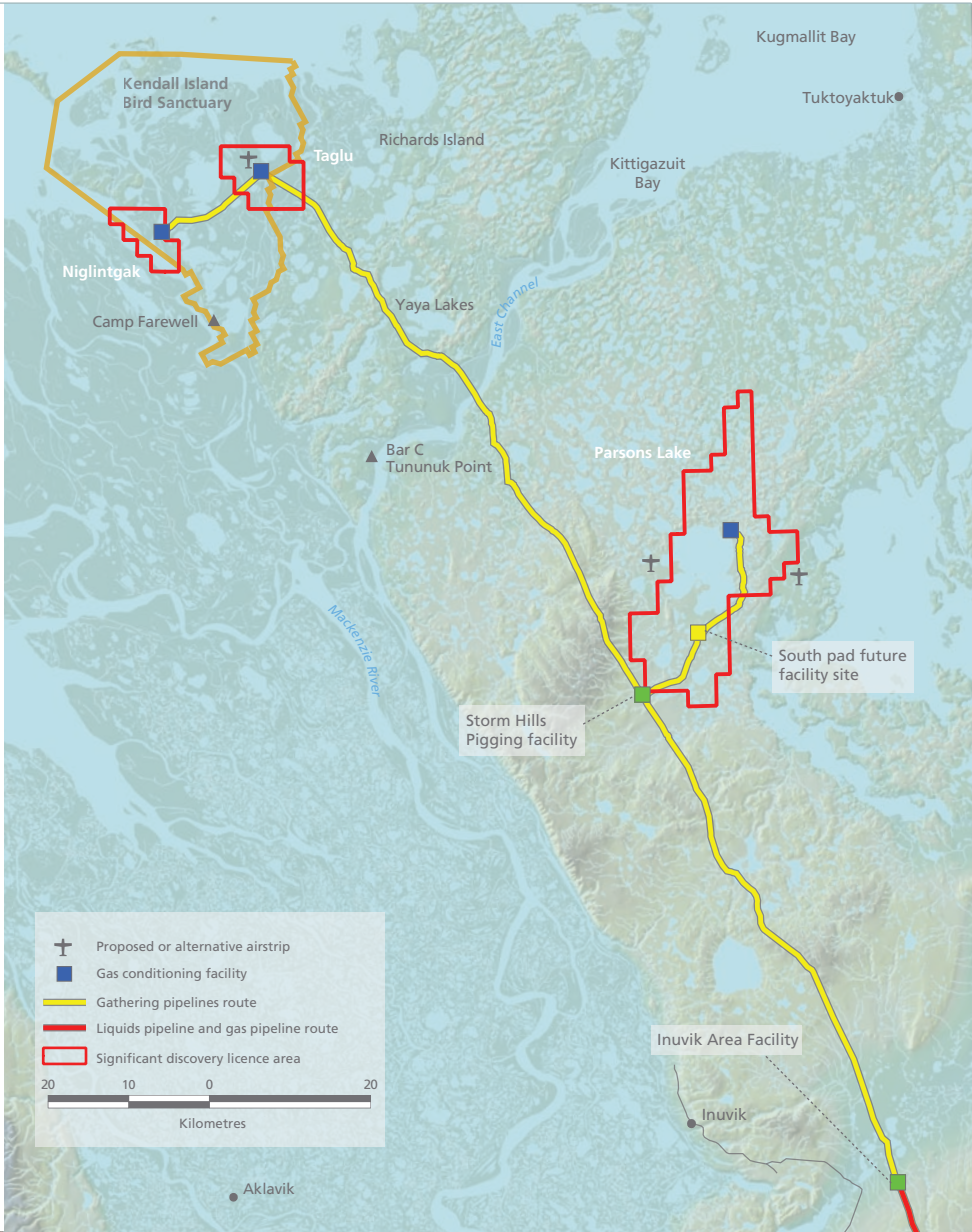 Kugmallit Bay
Kendall Island
Bird Sanctuary
Tuktoyaktuk
Richards Island
Taglu
Kittigazuit
Bay
Niglintgak
Yaya Lakes
East Channel
Camp Farewell
Bar C
Tununuk Point
Parsons Lake
Mackenzie River
South pad future
facility site
Storm Hills
Pigging facility
Proposed or alternative airstrip
Gas conditioning facility
Gathering pipelines route
Liquids pipeline and gas pipeline route
Significant discovery licence area
20 10 0 20
Kilometres
Inuvik Area Facility
Inuvik
Aklavik